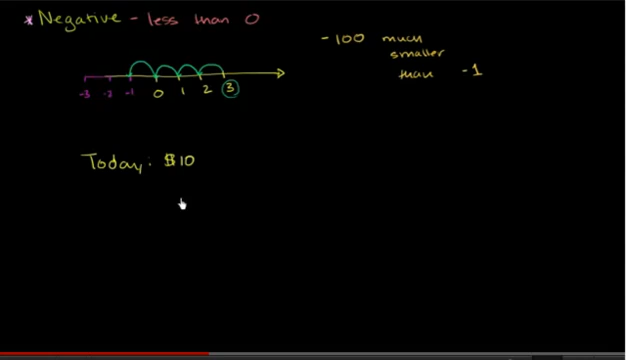 * Negative - less than 0
- 100 much
smaller
than - 1
-3 -2 -1 0 1 2 3
Today: $10